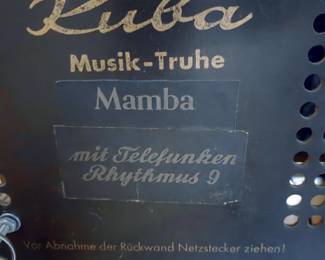 Kuba
Musik-Truhe
Mamba
mit Telefunken
Rhythmus 9
Vor Abnahme der Rückwand Netzstecker ziehen!